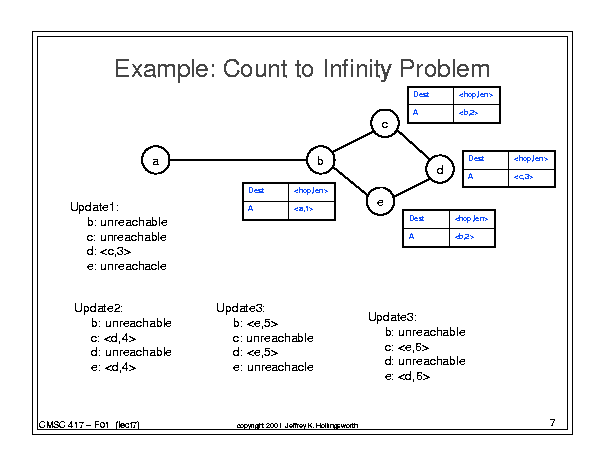 Example: Count to Infinity Problem
Dest <hop,len>
A <b,2>
c
a
b
d
Dest <hop,len>
A <c,3>
Dest <hop,len>
A <a,1>
e
Dest <hop,len>
A <b,2>
Update1:
b: unreachable
c: unreachable
d: <c,3>
e: unreachacle
Update2:
b: unreachable
c: <d,4>
d: unreachable
e: <d,4>
Update3:
b: <e,5>
c: unreachable
d: <e,5>
e: unreachacle
Update3:
b: unreachable
c: <e,6>
d: unreachable
e: <d,6>
CMSC 417 – F01 (lect7)
copyright 2001 Jeffrey K. Hollingsworth
7